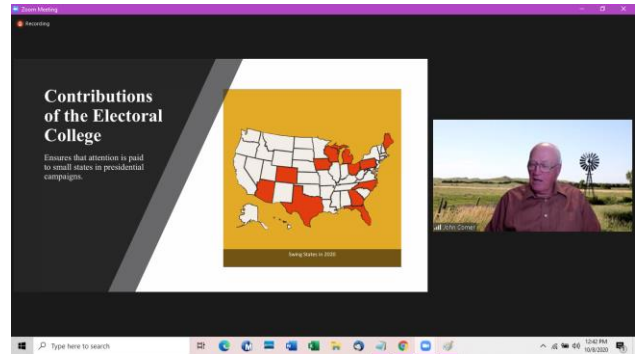 Zoom Meeting
Recording
Contributions
of the Electoral
College
Ensures that attention is paid
to small states in presidential
campaigns.
Swing States in 2020
John Comer
Type here to search
12:42 PM
10/8/2020